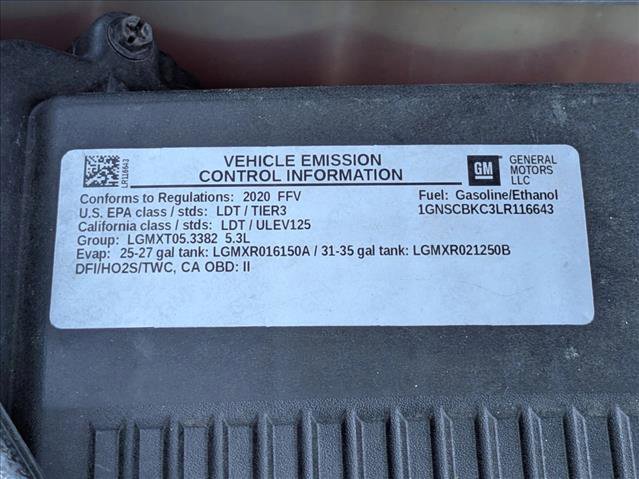 VEHICLE EMISSION
CONTROL INFORMATION
GM
GENERAL
MOTORS
LLC
LR116643
Conforms to Regulations: 2020 FFV
Fuel: Gasoline/Ethanol
U.S. EPA class / stds: LDT / TIER3
1GNSCBKC3LR116643
California class / stds: LDT / ULEV125
Group: LGMXT05.3382 5.3L
Evap: 25-27 gal tank: LGMXR016150A / 31-35 gal tank: LGMXR021250B
DFI/HO2S/TWC, CA OBD: II